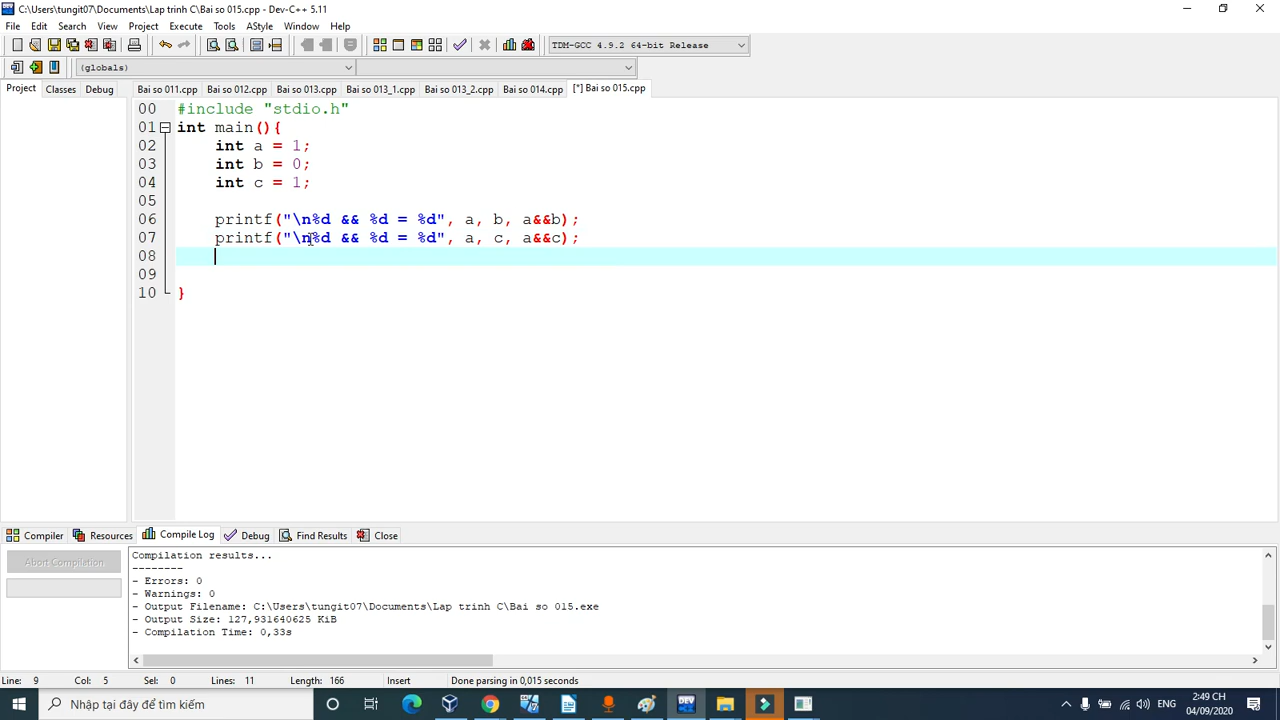 C:\Users\tungit07\Documents\Lap trinh C\Bai so 015.cpp - Dev-C++ 5.11
File Edit Search View Project Execute Tools AStyle Window Help
TDM-GCC 4.9.2 64-bit Release
(globals)
Project Classes Debug Bai so 011.cpp Bai so 012.cpp Bai so 013.cpp Bai so 013_1.cpp Bai so 013_2.cpp Bai so 014.cpp [*] Bai so 015.cpp
00 #include "stdio.h"
01 int main(){
02 int a = 1;
03 int b = 0;
04 int c = 1;
05
06 printf("\n%d && %d = %d", a, b, a&&b);
07 printf("\n%d && %d = %d", a, c, a&&c);
08
09
10 }
Compiler Resources Compile Log Debug Find Results Close
Abort Compilation
Compilation results...
--------
- Errors: 0
- Warnings: 0
- Output Filename: C:\Users\tungit07\Documents\Lap trinh C\Bai so 015.exe
- Output Size: 127,931640625 KiB
- Compilation Time: 0,33s
Line: 9 Col: 5 Sel: 0 Lines: 11 Length: 166 Insert Done parsing in 0,015 seconds
Nhập tại đây để tìm kiếm
DEV
ENG
2:49 CH
04/09/2020